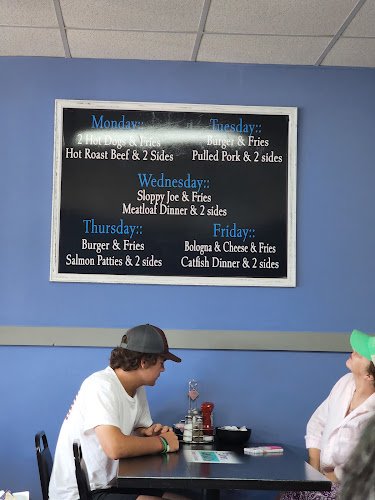 Monday::
2 Hot Dogs & Fries
Hot Roast Beef & 2 Sides
Tuesday::
Burger & Fries
Pulled Pork & 2 sides
Wednesday::
Sloppy Joe & Fries
Meatloaf Dinner & 2 sides
Thursday::
Burger & Fries
Salmon Patties & 2 sides
Friday::
Bologna & Cheese & Fries
Catfish Dinner & 2 sides